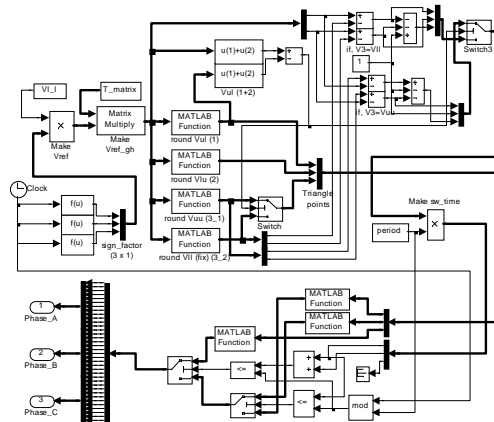 u(1)+u(2)
u(1)+u(2)
Vul (1+2)
if, V3=Vll
1
if, V3=Vuu
Switch3
VI_I
T_matrix
Make
Vref
Matrix
Multiply
Make
Vref_gh
MATLAB
Function
round Vul (1)
MATLAB
Function
round Vlu (2)
MATLAB
Function
round Vuu (3_1)
MATLAB
Function
round Vll (fix) (3_2)
Switch
Triangle
points
Clock
f(u)
f(u)
f(u)
sign_factor
(3 x 1)
Make sw_time
period
MATLAB
Function
MATLAB
Function
MATLAB
Function
1
Phase_A
2
Phase_B
3
Phase_C
<=
<=
mod